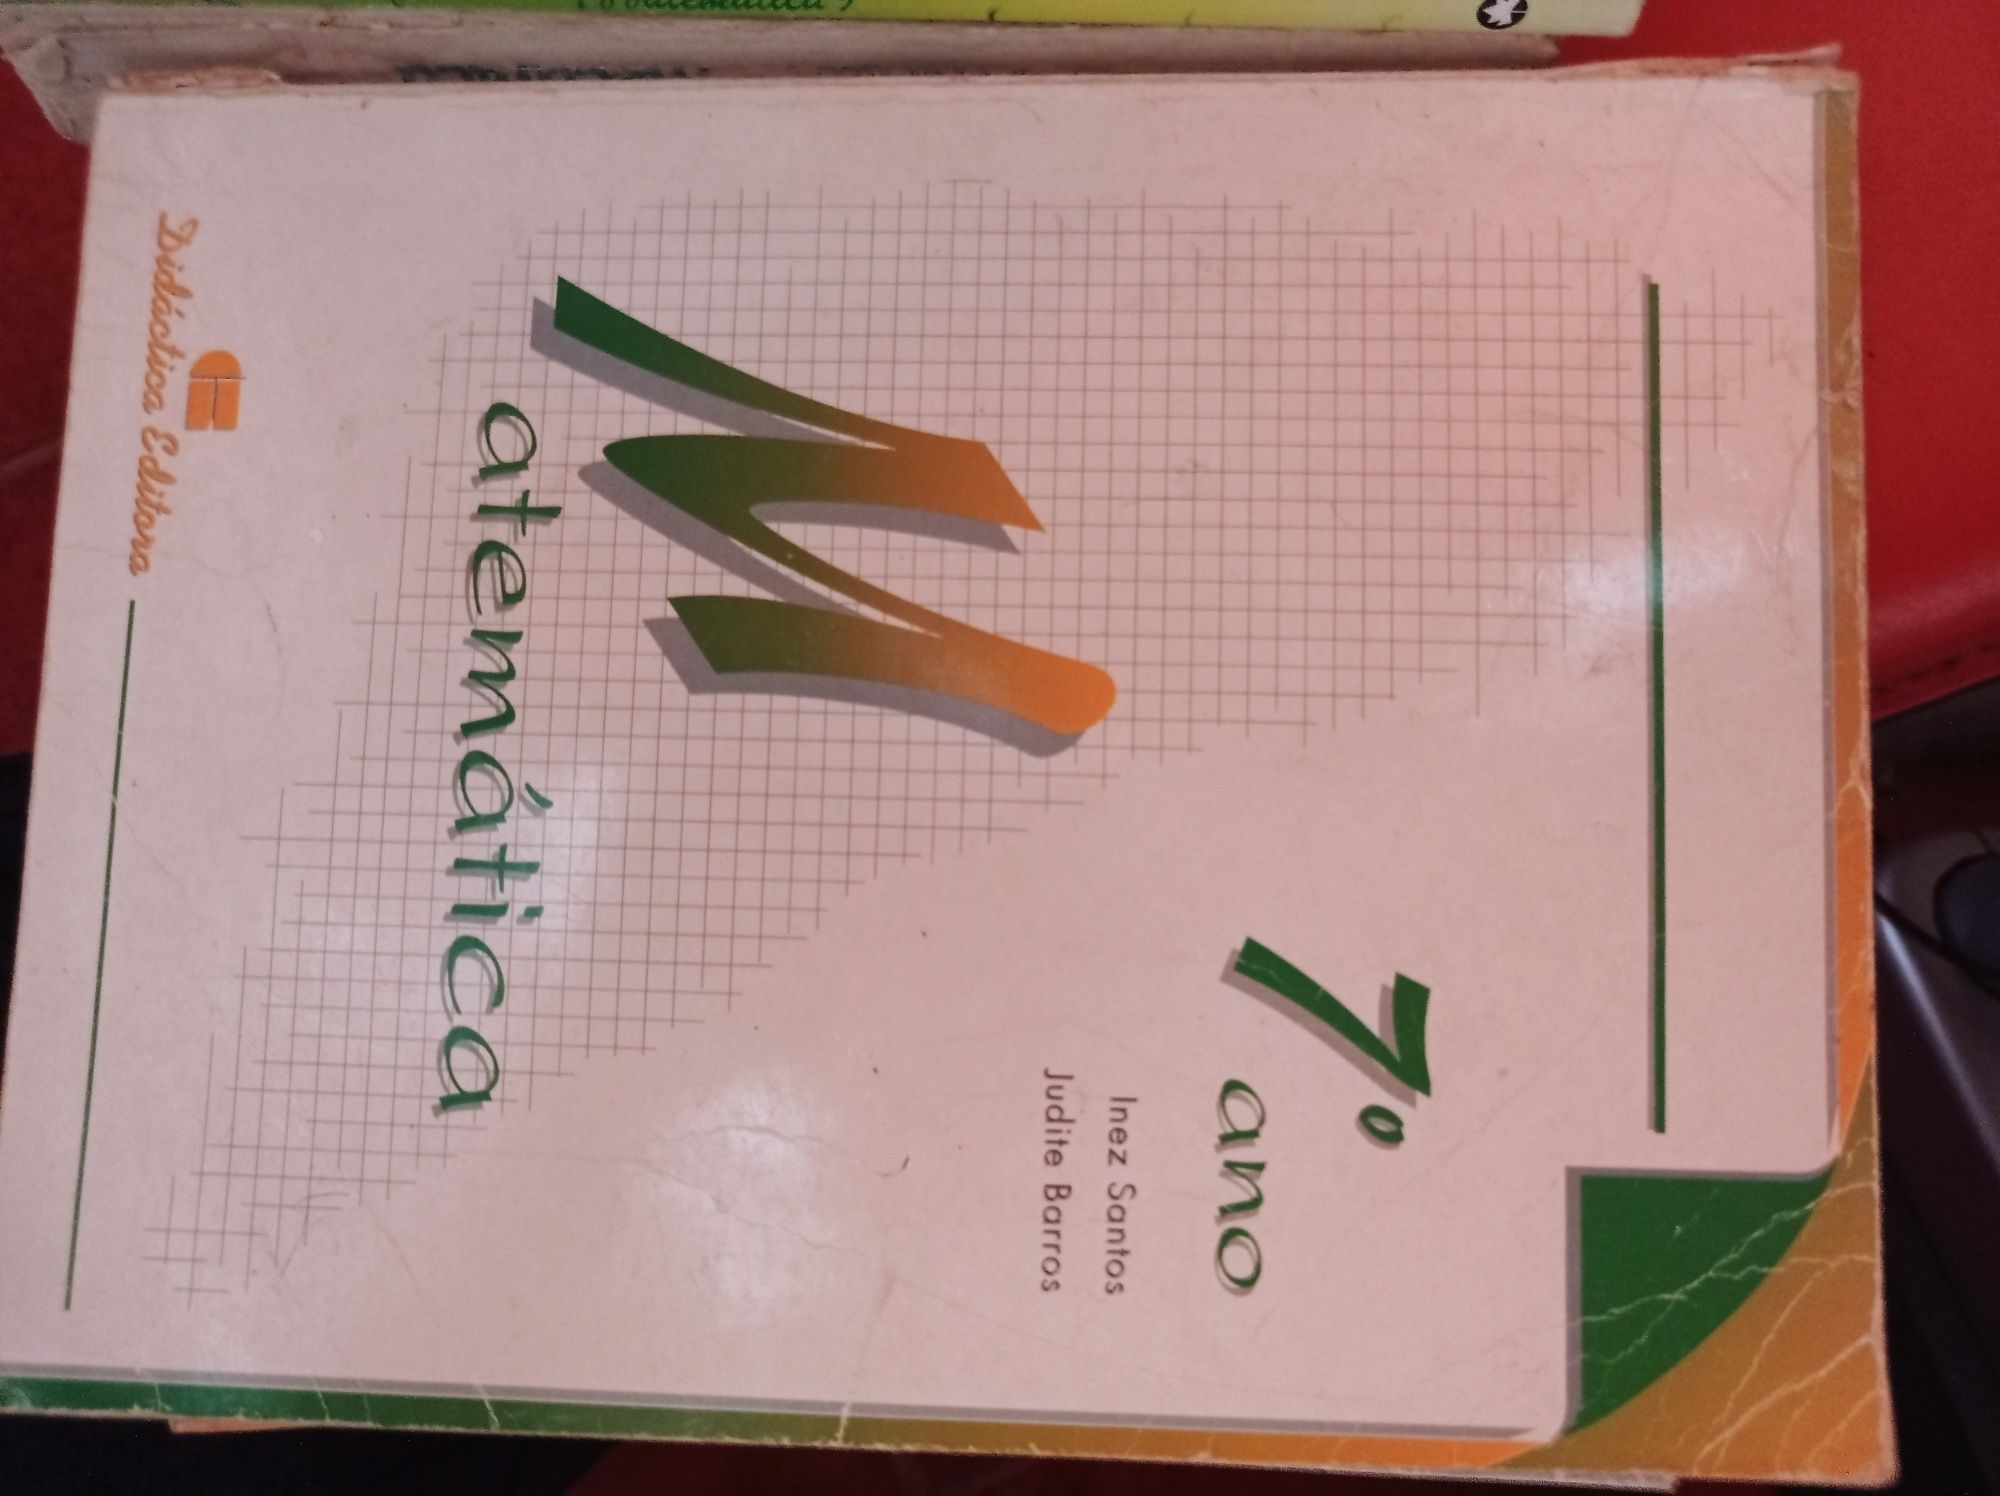 7º
ano
Inez Santos
Judite Barros
Matemática
Didáctica Editora